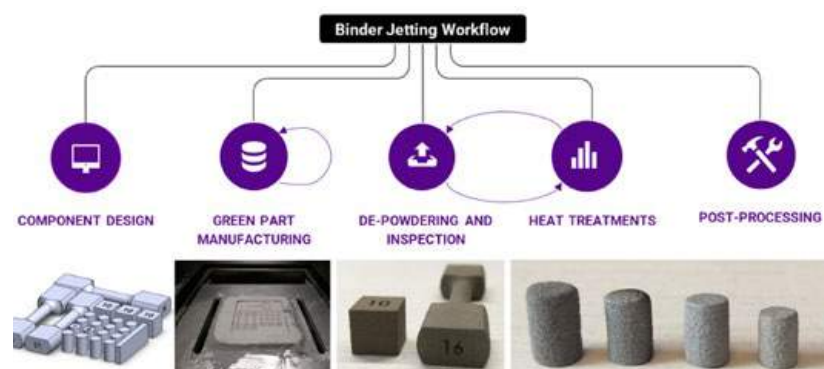 Binder Jetting Workflow
COMPONENT DESIGN
GREEN PART
MANUFACTURING
DE-POWDERING AND
INSPECTION
HEAT TREATMENTS
POST-PROCESSING
10
16